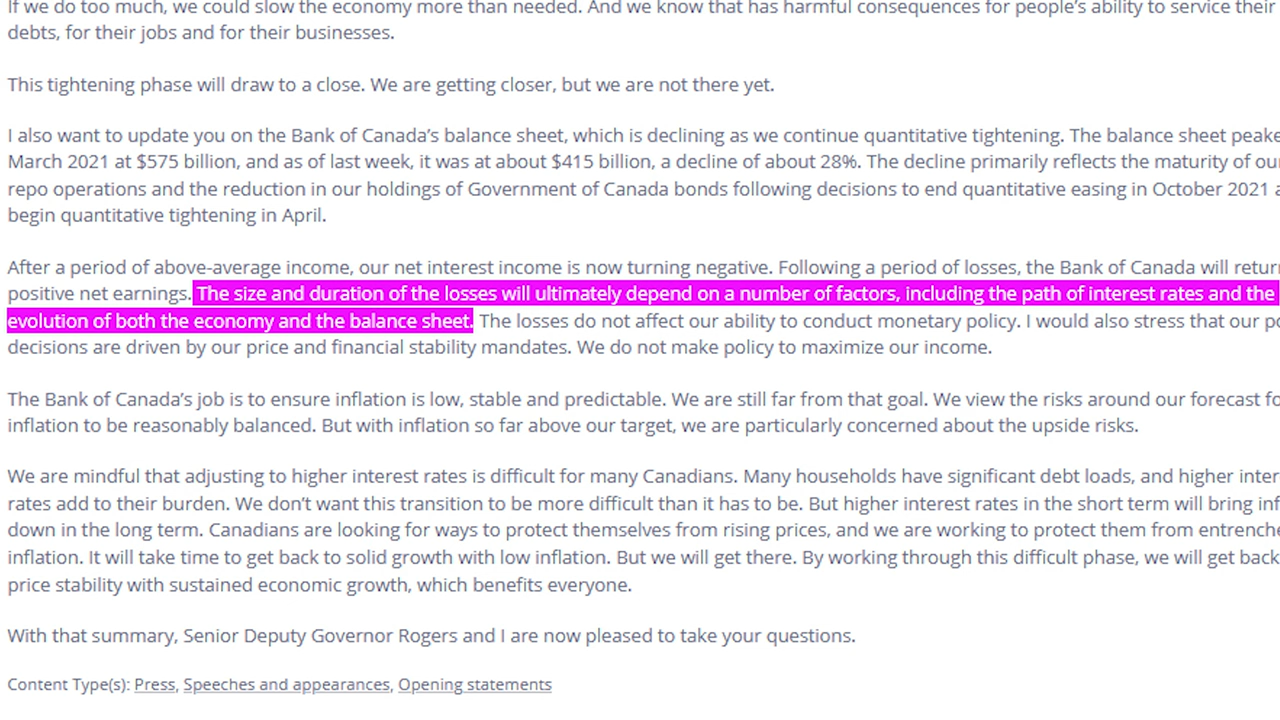 If we do too much, we could slow the economy more than needed. And we know that has harmful consequences for people's ability to service their
debts, for their jobs and for their businesses.
This tightening phase will draw to a close. We are getting closer, but we are not there yet.
I also want to update you on the Bank of Canada's balance sheet, which is declining as we continue quantitative tightening. The balance sheet peake
March 2021 at $575 billion, and as of last week, it was at about $415 billion, a decline of about 28%. The decline primarily reflects the maturity of ou
repo operations and the reduction in our holdings of Government of Canada bonds following decisions to end quantitative easing in October 2021 a
begin quantitative tightening in April.
After a period of above-average income, our net interest income is now turning negative. Following a period of losses, the Bank of Canada will retur
positive net earnings. The size and duration of the losses will ultimately depend on a number of factors, including the path of interest rates and the
evolution of both the economy and the balance sheet. The losses do not affect our ability to conduct monetary policy. I would also stress that our po
decisions are driven by our price and financial stability mandates. We do not make policy to maximize our income.
The Bank of Canada's job is to ensure inflation is low, stable and predictable. We are still far from that goal. We view the risks around our forecast fo
inflation to be reasonably balanced. But with inflation so far above our target, we are particularly concerned about the upside risks.
We are mindful that adjusting to higher interest rates is difficult for many Canadians. Many households have significant debt loads, and higher inter
rates add to their burden. We don't want this transition to be more difficult than it has to be. But higher interest rates in the short term will bring inf
down in the long term. Canadians are looking for ways to protect themselves from rising prices, and we are working to protect them from entrenche
inflation. It will take time to get back to solid growth with low inflation. But we will get there. By working through this difficult phase, we will get back
price stability with sustained economic growth, which benefits everyone.
With that summary, Senior Deputy Governor Rogers and I are now pleased to take your questions.
Content Type(s): Press, Speeches and appearances, Opening statements